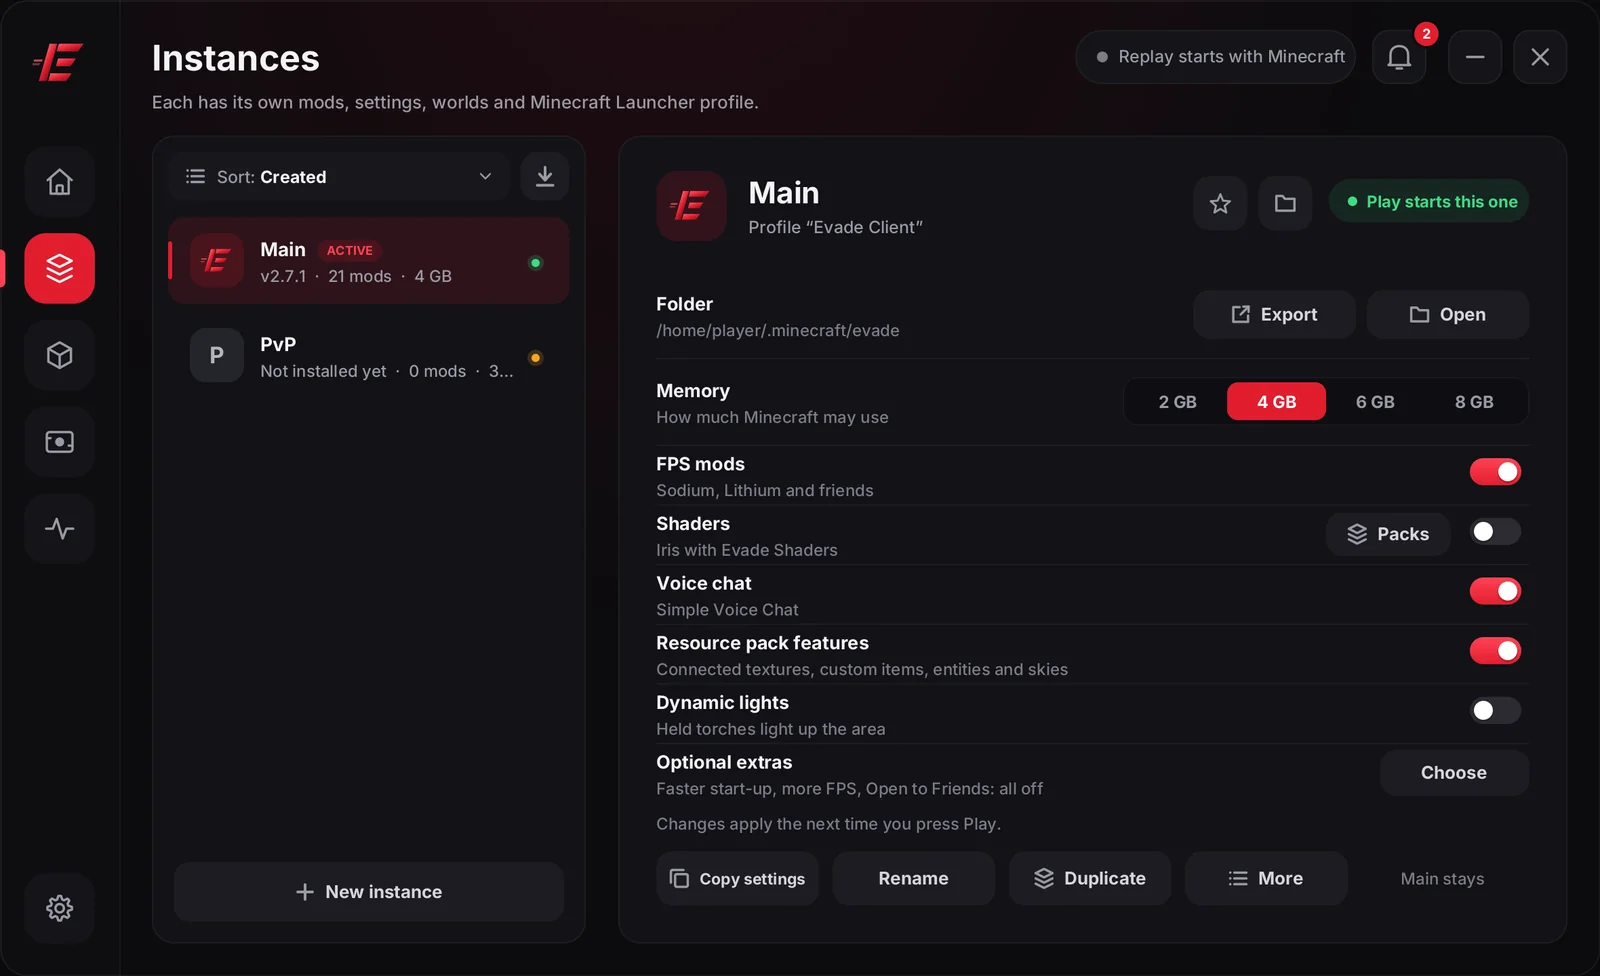 Instances
Each has its own mods, settings, worlds and Minecraft Launcher profile.
Replay starts with Minecraft
2
Sort: Created
Main ACTIVE
v2.7.1 · 21 mods · 4 GB
P
PvP
Not installed yet · 0 mods · 3...
New instance
Main
Profile “Evade Client”
Play starts this one
Folder
/home/player/.minecraft/evade
Export
Open
Memory
How much Minecraft may use
2 GB
4 GB
6 GB
8 GB
FPS mods
Sodium, Lithium and friends
Shaders
Iris with Evade Shaders
Packs
Voice chat
Simple Voice Chat
Resource pack features
Connected textures, custom items, entities and skies
Dynamic lights
Held torches light up the area
Optional extras
Faster start-up, more FPS, Open to Friends: all off
Choose
Changes apply the next time you press Play.
Copy settings
Rename
Duplicate
More
Main stays